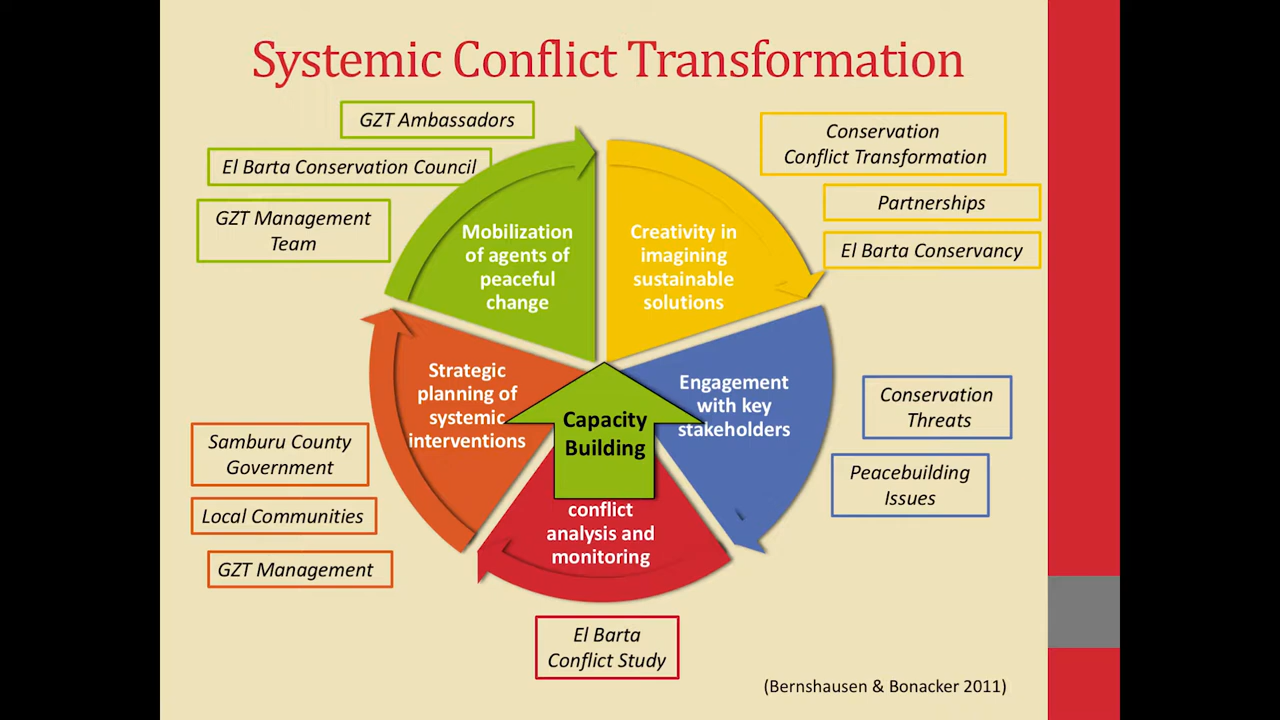 Systemic Conflict Transformation
GZT Ambassadors
El Barta Conservation Council
GZT Management
Team
Conservation
Conflict Transformation
Partnerships
El Barta Conservancy
Mobilization
of agents of
peaceful
change
Creativity in
imagining
sustainable
solutions
Strategic
planning of
systemic
interventions
Engagement
with key
stakeholders
Capacity
Building
conflict
analysis and
monitoring
Conservation
Threats
Peacebuilding
Issues
Samburu County
Government
Local Communities
GZT Management
El Barta
Conflict Study
(Bernshausen & Bonacker 2011)